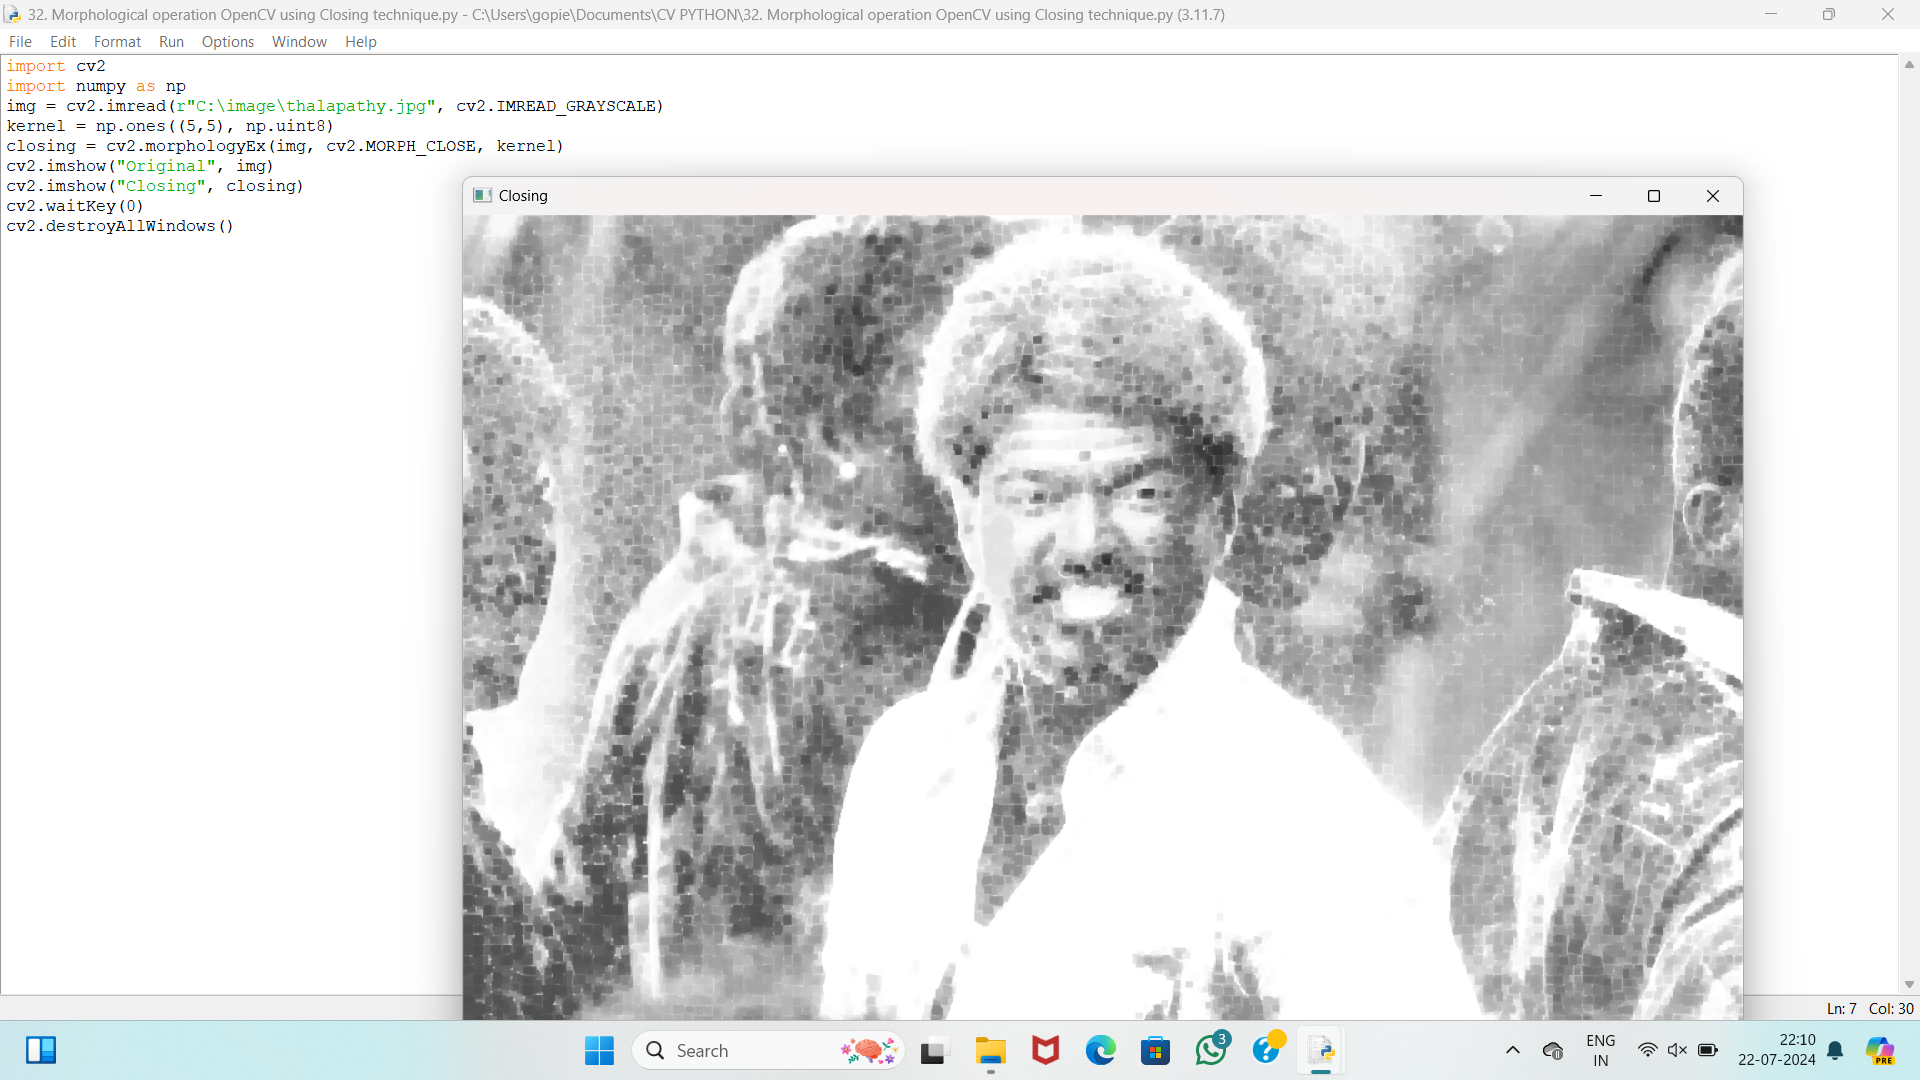 32. Morphological operation OpenCV using Closing technique.py - C:\Users\gopie\Documents\CV PYTHON\32. Morphological operation OpenCV using Closing technique.py (3.11.7)
File Edit Format Run Options Window Help
import cv2
import numpy as np
img = cv2.imread(r"C:\image\thalapathy.jpg", cv2.IMREAD_GRAYSCALE)
kernel = np.ones((5,5), np.uint8)
closing = cv2.morphologyEx(img, cv2.MORPH_CLOSE, kernel)
cv2.imshow("Original", img)
cv2.imshow("Closing", closing)
cv2.waitKey(0)
cv2.destroyAllWindows()
Closing
Ln: 7 Col: 30
Search
3
ENG
IN
22:10
22-07-2024
PRE